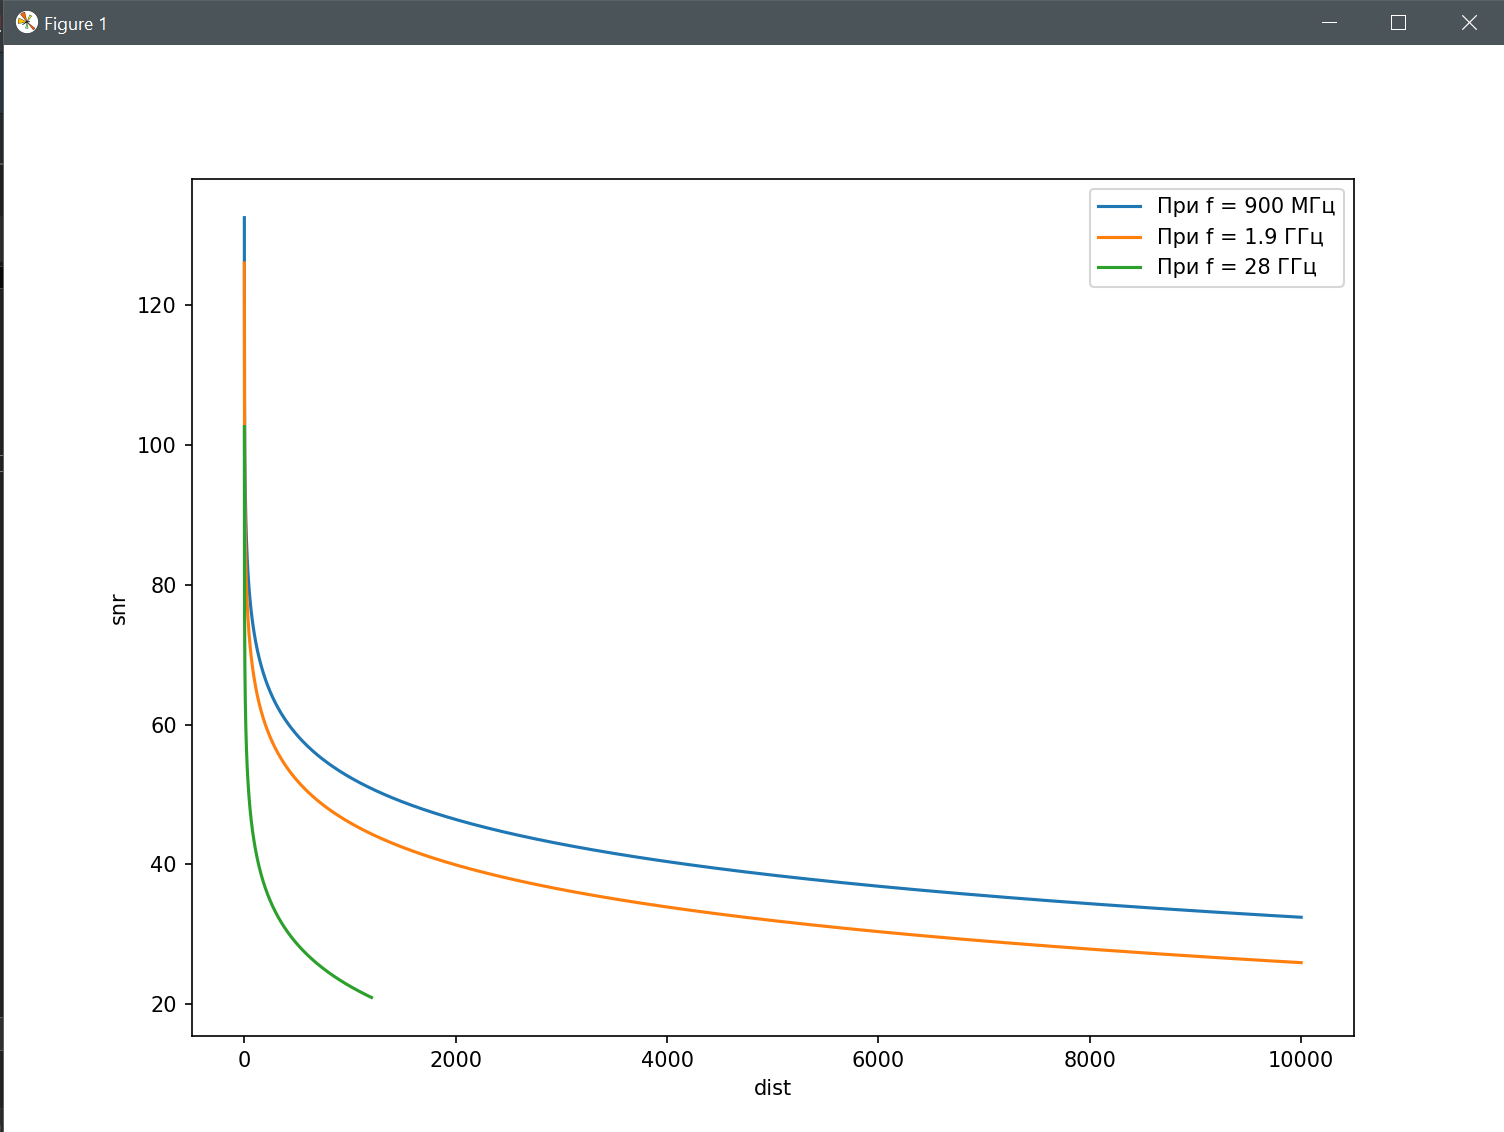 Figure 1
При f = 900 МГц
При f = 1.9 ГГц
При f = 28 ГГц
120
100
80
60
40
20
snr
0 2000 4000 6000 8000 10000
dist